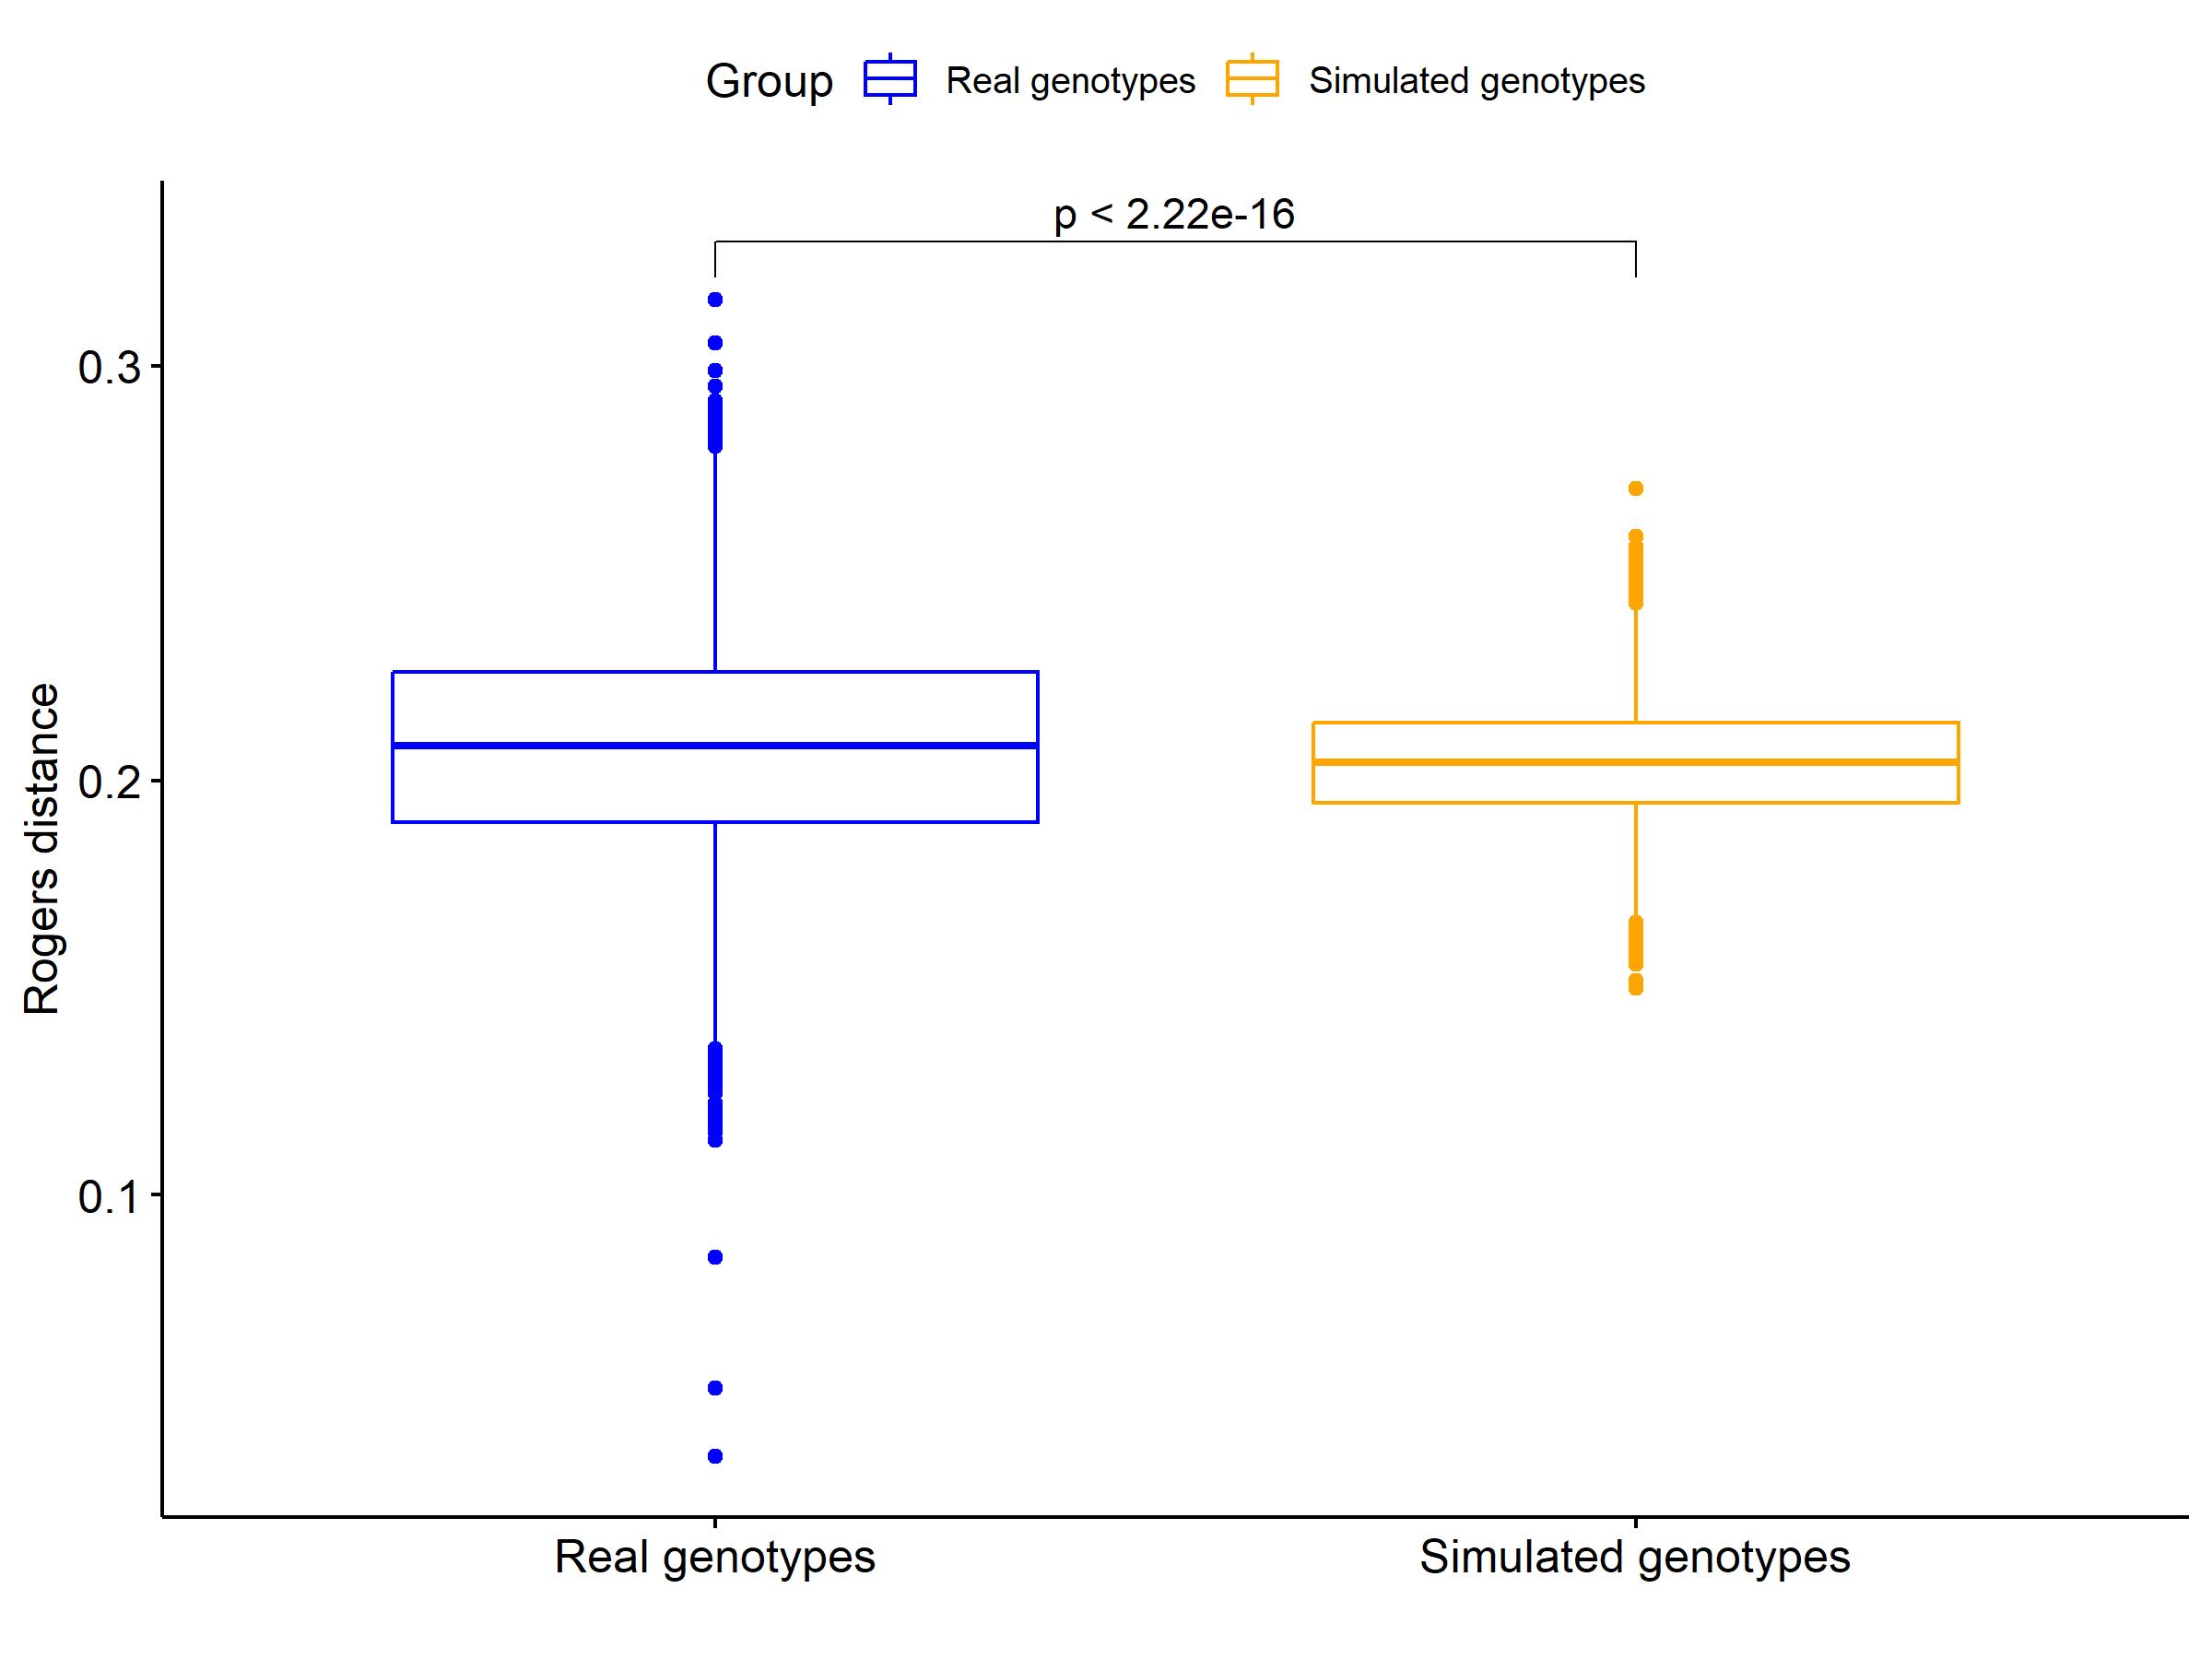 Group Real genotypes Simulated genotypes
p < 2.22e-16
0.3
0.2
0.1
Rogers distance
Real genotypes Simulated genotypes